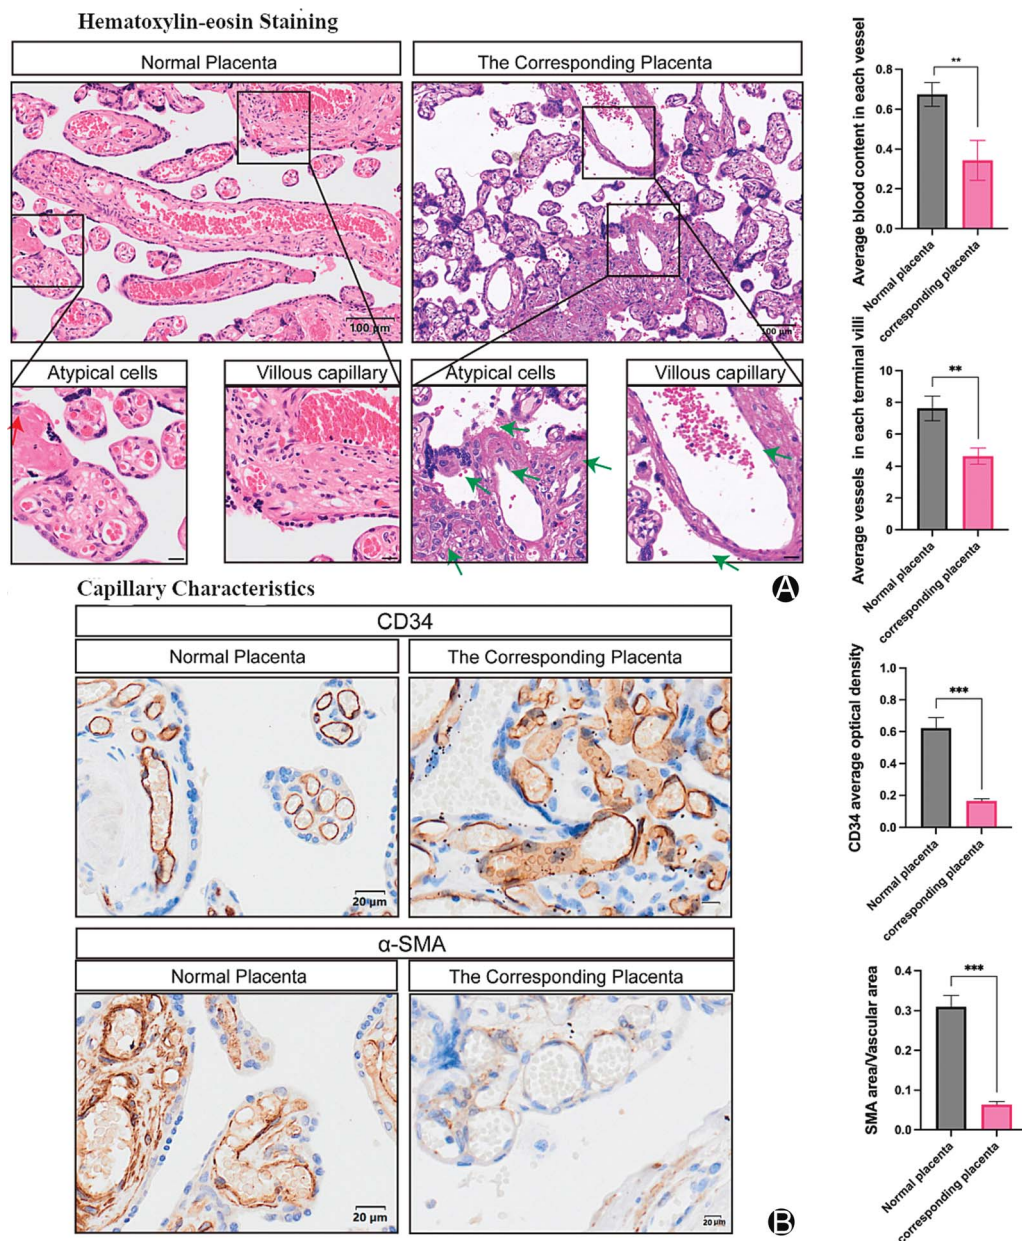 Hematoxylin-eosin Staining
Normal Placenta
The Corresponding Placenta
100 μm
100 μm
Atypical cells
Villous capillary
Atypical cells
Villous capillary
A
Average blood content in each vessel
0.8
0.6
0.4
0.2
0.0
**
Normal placenta
corresponding placenta
Average vessels in each terminal villi
10
8
6
4
2
0
**
Normal placenta
corresponding placenta
Capillary Characteristics
CD34
Normal Placenta
The Corresponding Placenta
20 μm
CD34 average optical density
1.0
0.8
0.6
0.4
0.2
0.0
***
Normal placenta
corresponding placenta
α-SMA
Normal Placenta
The Corresponding Placenta
20 μm
20 μm
B
SMA area/Vascular area
0.4
0.3
0.2
0.1
0.0
***
Normal placenta
corresponding placenta